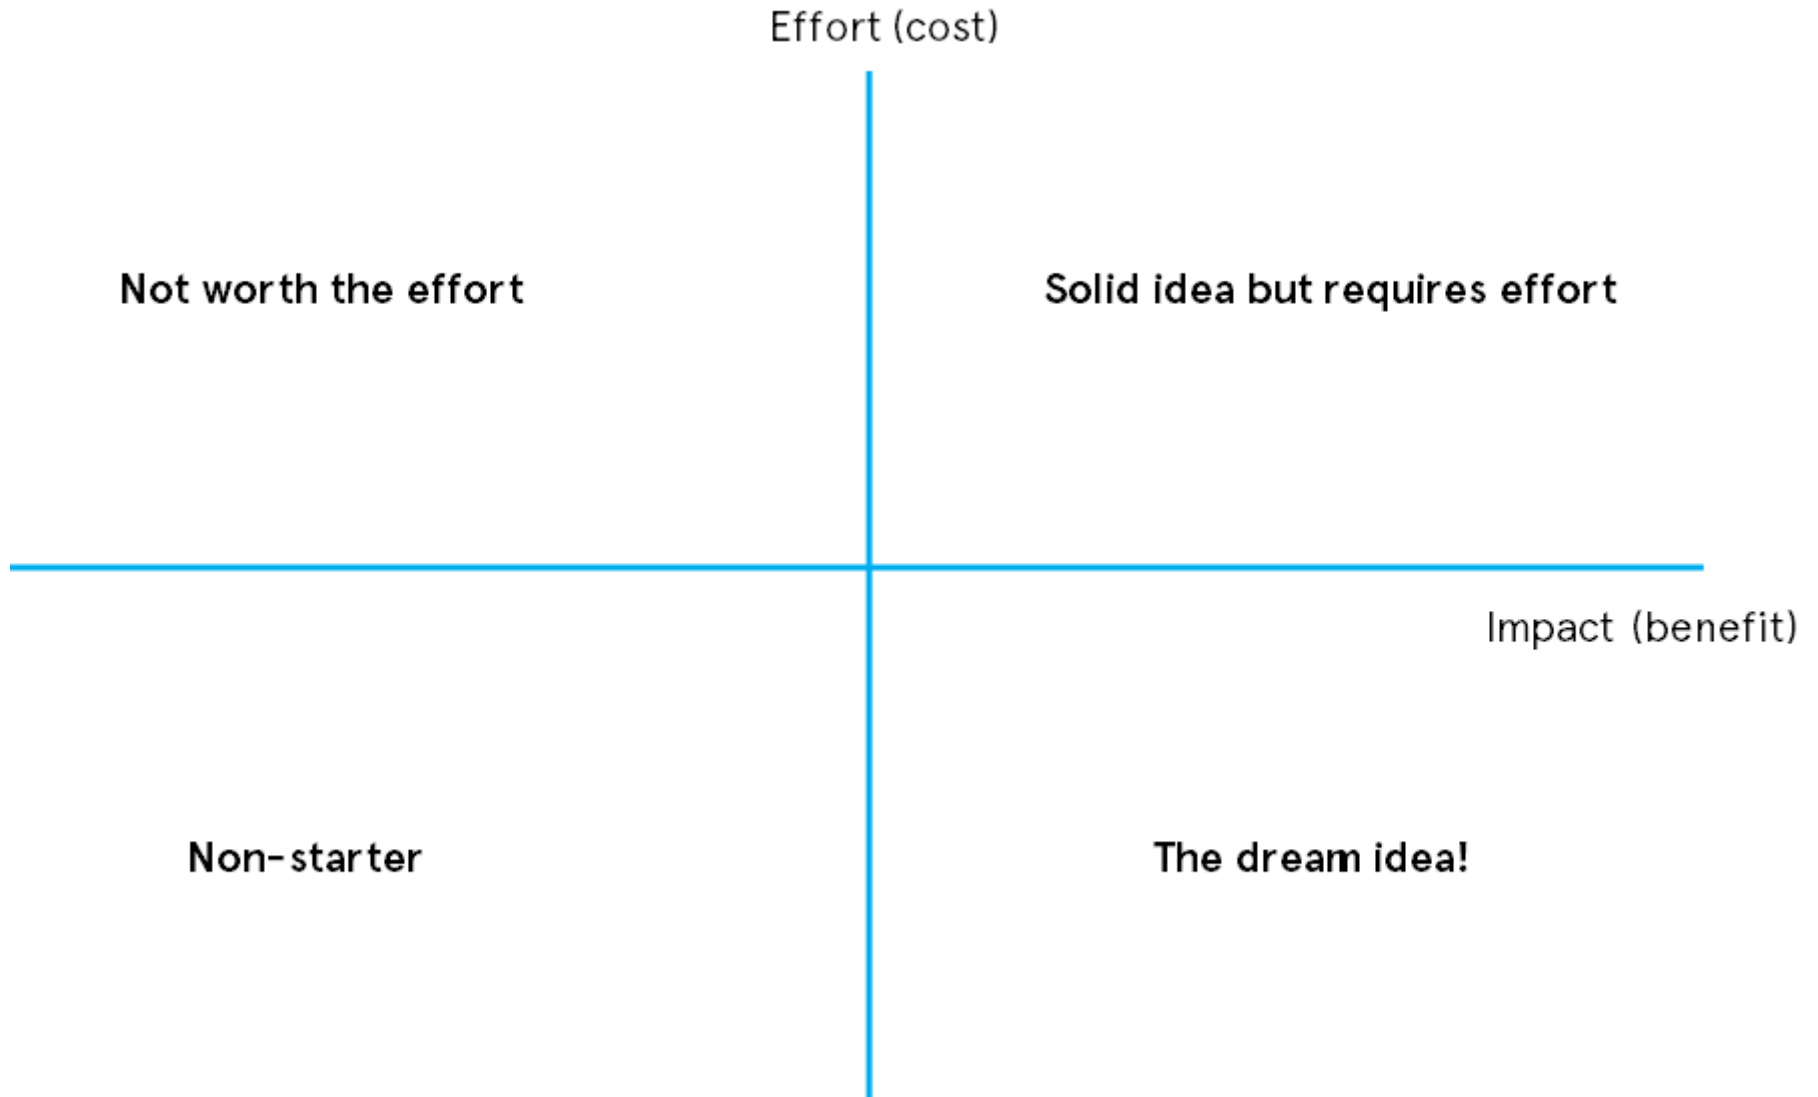 Effort (cost)
Not worth the effort
Solid idea but requires effort
Impact (benefit)
Non-starter
The dream idea!